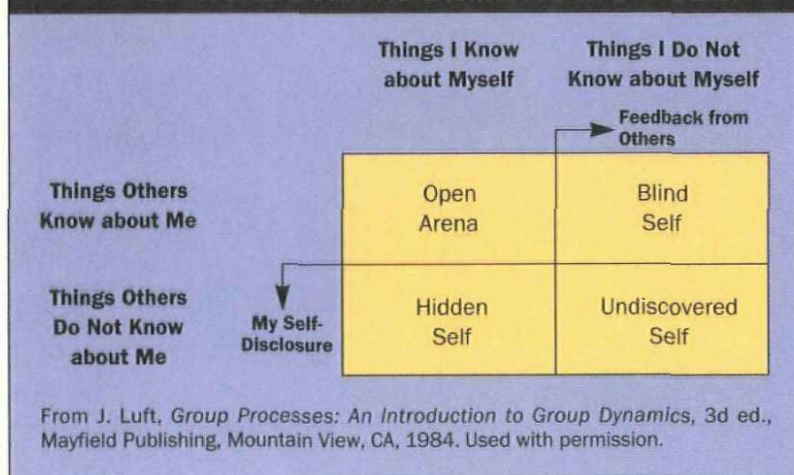 Things I Know
about Myself
Things I Do Not
Know about Myself
Feedback from
Others
Things Others
Know about Me
Open
Arena
Blind
Self
Things Others
Do Not Know
about Me
My Self-
Disclosure
Hidden
Self
Undiscovered
Self
From J. Luft, Group Processes: An Introduction to Group Dynamics, 3d ed.,
Mayfield Publishing, Mountain View, CA, 1984. Used with permission.